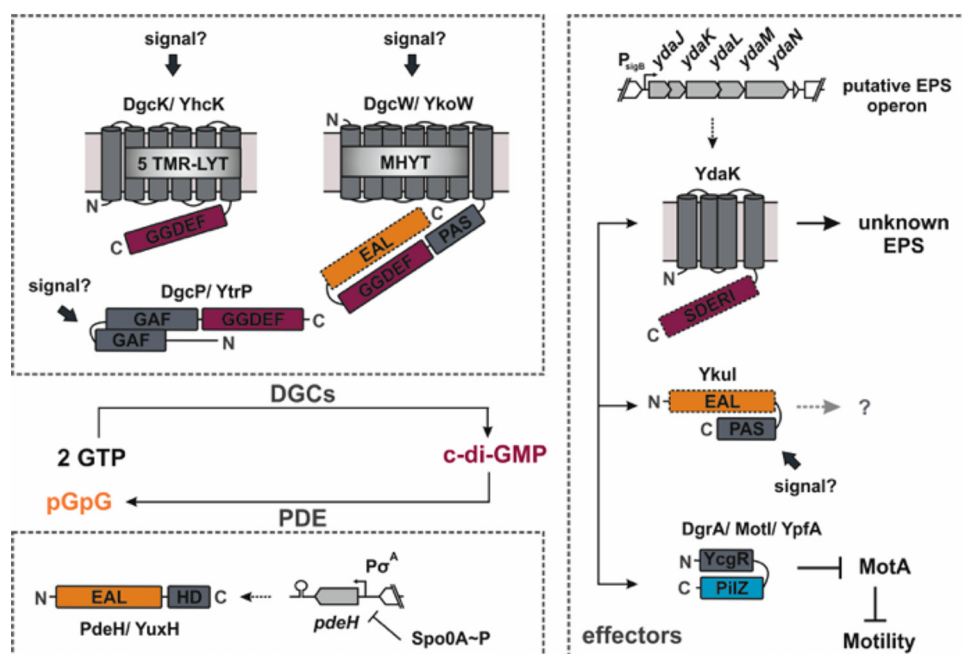 signal?
DgcK/ YhcK
5 TMR-LYT
N
C
GGDEF
signal?
DgcW/ YkoW
N
MHYT
C
EAL
PAS
GGDEF
signal?
DgcP/ YtrP
GAF
GGDEF
C
GAF
N
DGCs
2 GTP
c-di-GMP
pGpG
PDE
N
EAL
HD
C
PdeH/ YuxH
Pσ^A
pdeH
Spo0A~P
P_sigB
ydaJ
ydaK
ydaL
ydaM
ydaN
putative EPS
operon
YdaK
N
SDERI
C
unknown
EPS
YkuI
N
EAL
?
C
PAS
signal?
DgrA/ MotI/ YpfA
N
YcgR
C
PilZ
MotA
Motility
effectors